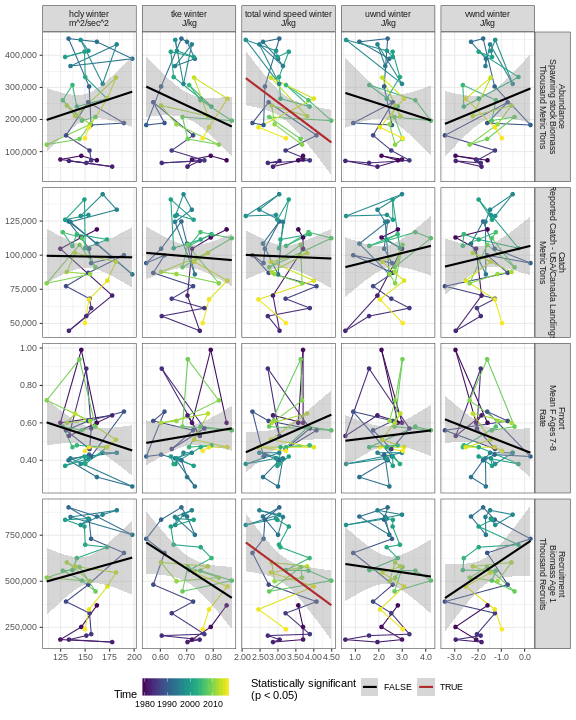 hcly winter
m^2/sec^2
tke winter
J/kg
total wind speed winter
J/kg
uwnd winter
J/kg
vwnd winter
J/kg
400,000
300,000
200,000
100,000
Abundance
Spawning stock Biomass
Thousand Metric Tons
125,000
100,000
75,000
50,000
Catch
Reported Catch - USA/Canada Landings
Metric Tons
1.00
0.80
0.60
0.40
Fmort
Mean F Ages 7-8
Rate
750,000
500,000
250,000
Recruitment
Biomass Age 1
Thousand Recruits
125 150 175 200
0.60 0.70 0.80
2.00 2.50 3.00 3.50 4.00 4.50
1.0 2.0 3.0 4.0
-3.0 -2.0 -1.0 0.0
Time
1980 1990 2000 2010
Statistically significant
(p < 0.05)
FALSE
TRUE